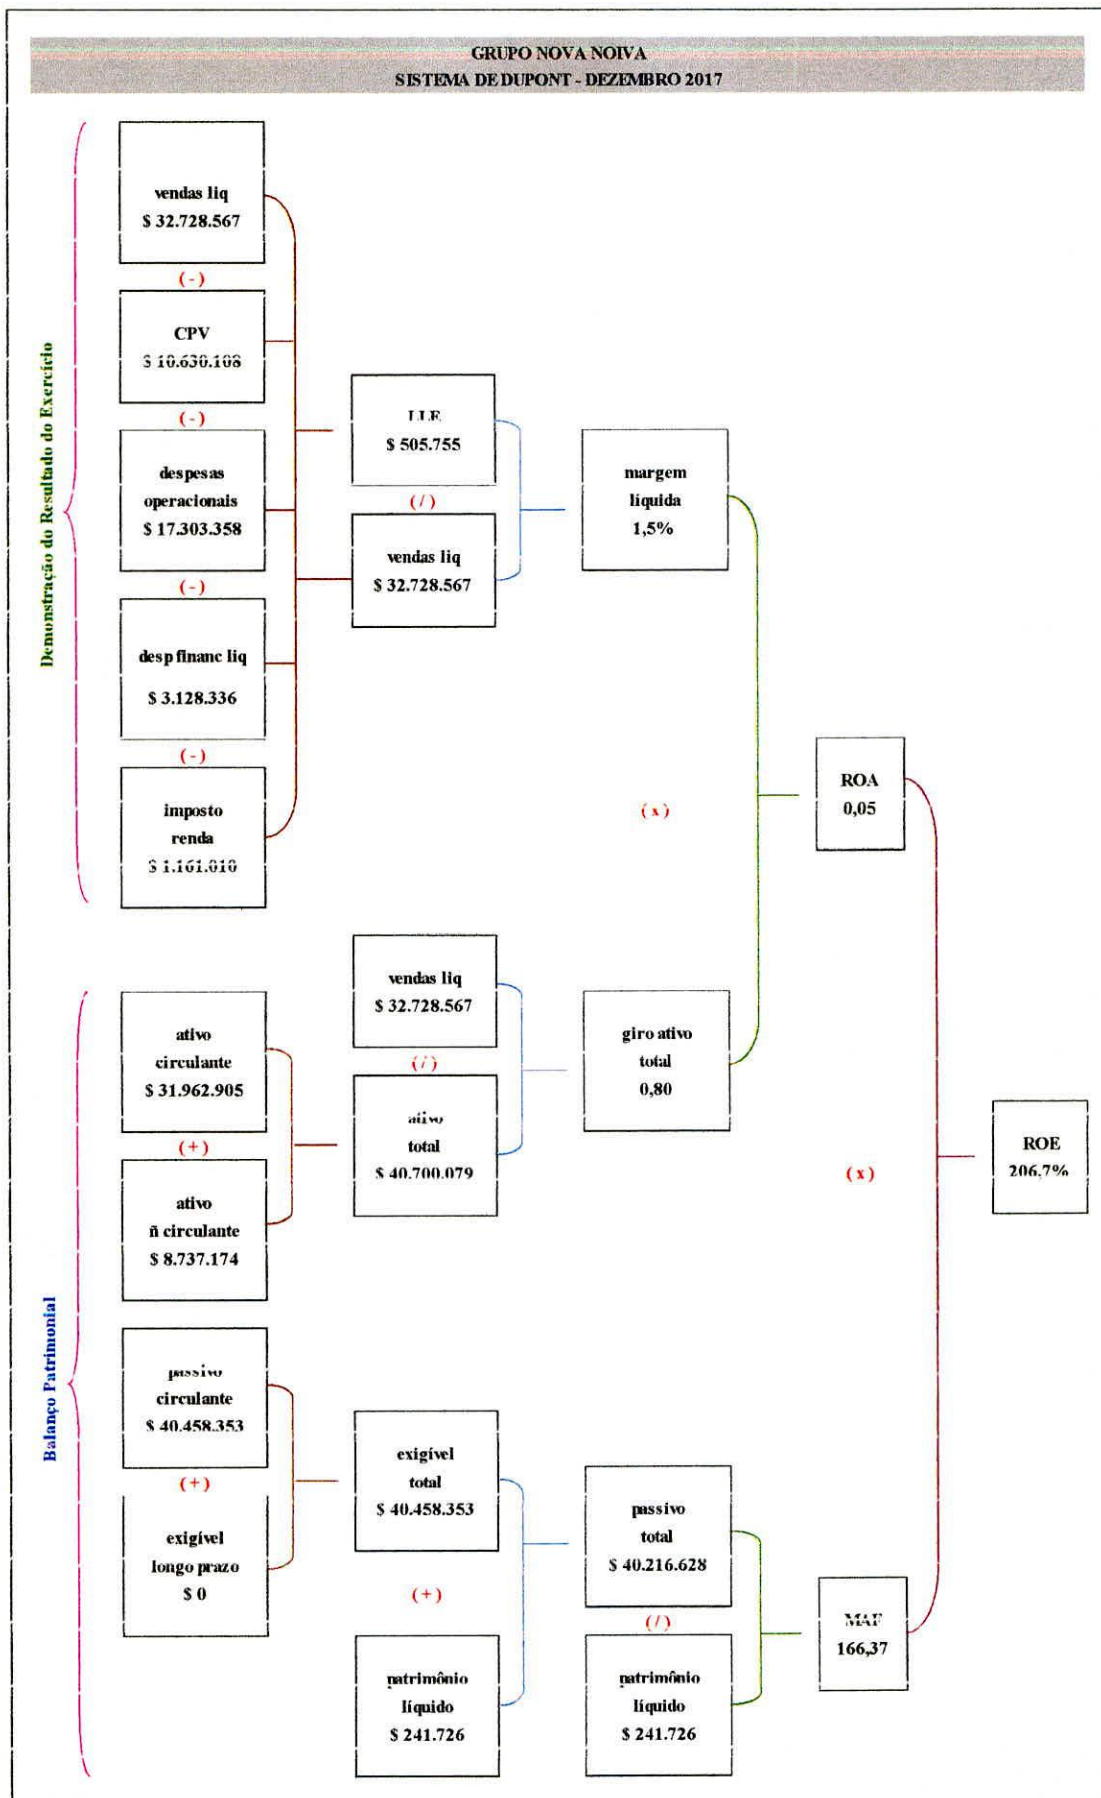 GRUPO NOVA NOIVA
SISTEMA DE DUPONT - DEZEMBRO 2017
Demonstração do Resultado do Exercício
vendas liq
$ 32.728.567
( - )
CPV
$ 10.630.108
( - )
despesas
operacionais
$ 17.303.358
( - )
desp financ liq
$ 3.128.336
( - )
imposto
renda
$ 1.161.010
LLE
$ 505.755
( / )
vendas liq
$ 32.728.567
margem
liquida
1,5%
( x )
ROA
0,05
Balanço Patrimonial
ativo
circulante
$ 31.962.905
( + )
ativo
ñ circulante
$ 8.737.174
vendas liq
$ 32.728.567
( / )
ativo
total
$ 40.700.079
giro ativo
total
0,80
( x )
ROE
206,7%
passivo
circulante
$ 40.458.353
( + )
exigível
longo prazo
$ 0
exigível
total
$ 40.458.353
( + )
patrimônio
líquido
$ 241.726
passivo
total
$ 40.216.628
( / )
patrimônio
líquido
$ 241.726
MAF
166,37